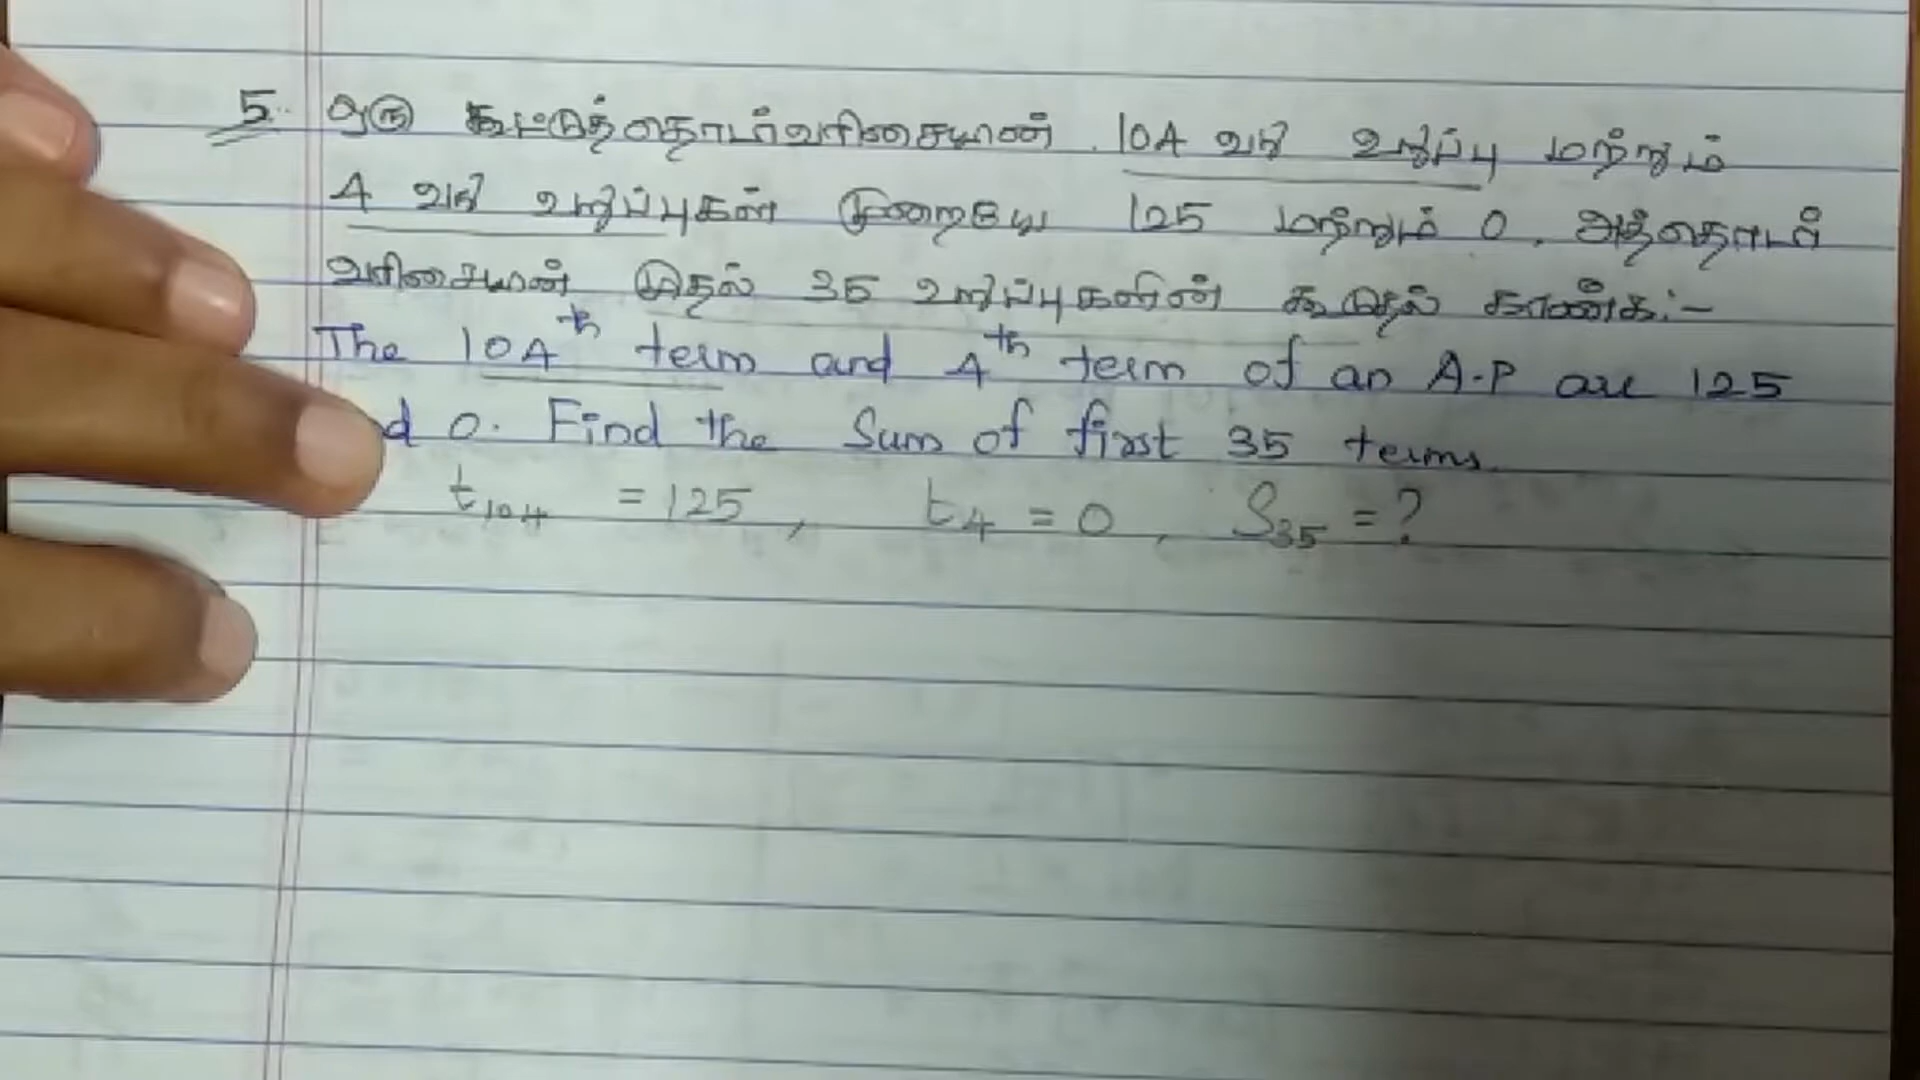 5. ஒரு கூட்டுத்தொடர்வரிசையின் 104 வது உறுப்பு மற்றும்
4 வது உறுப்புகள் முறையே 125 மற்றும் 0. அத்தொடர்
வரிசையின் முதல் 35 உறுப்புகளின் கூடுதல் காண்க:-
The 104th term and 4th term of an A.P are 125
d 0. Find the Sum of first 35 terms.
t104 = 125, t4 = 0, S35 = ?